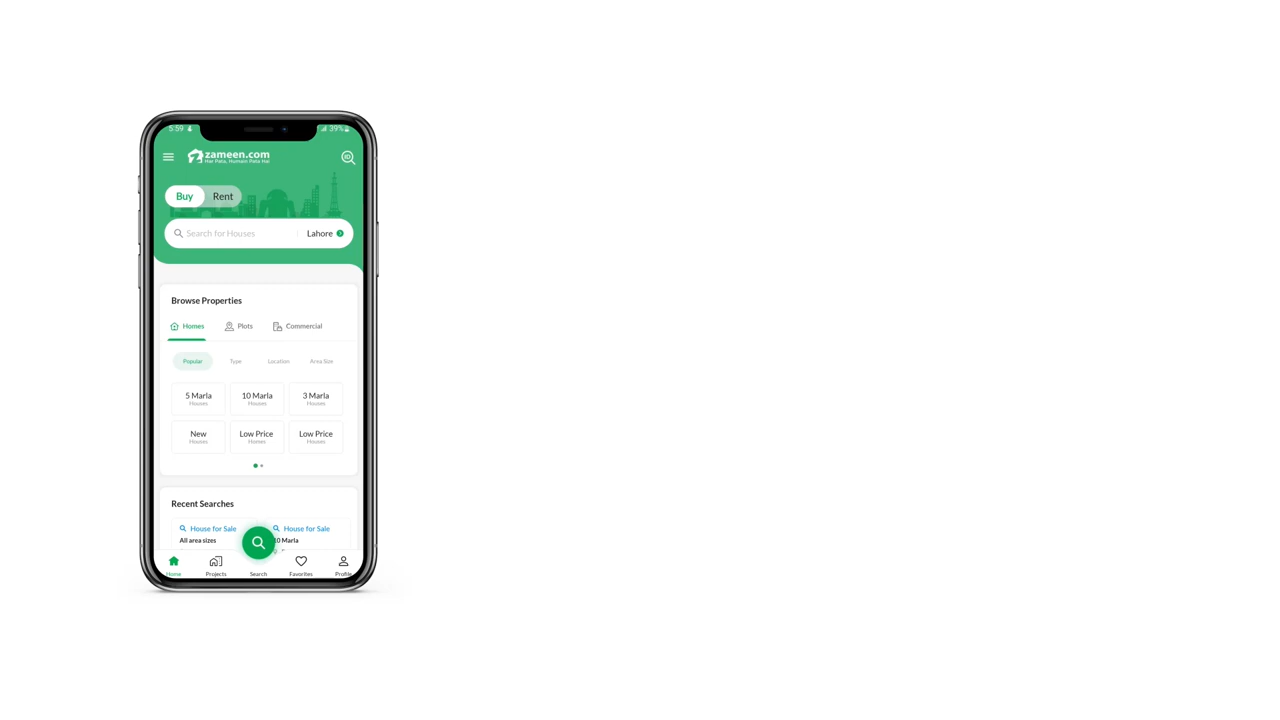 5:59 39%
zameen.com
Har Pata, Humain Pata Hai
ID
Buy Rent
Search for Houses Lahore
Browse Properties
Homes Plots Commercial
Popular Type Location Area Size
5 Marla 10 Marla 3 Marla
Houses Houses Houses
New Low Price Low Price
Houses Homes Houses
Recent Searches
House for Sale House for Sale
All area sizes 10 Marla
Home Projects Search Favorites Profile